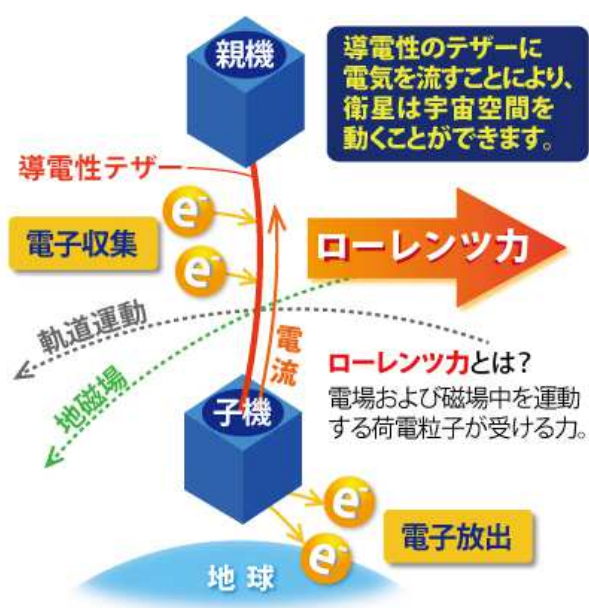 親機
導電性のテザーに
電気を流すことにより、
衛星は宇宙空間を
動くことができます。
導電性テザー
e-
電子収集
e-
ローレンツ力
軌道運動
地磁場
電流
ローレンツ力とは?
電場および磁場中を運動
する荷電粒子が受ける力。
子機
e-
e-
電子放出
地球